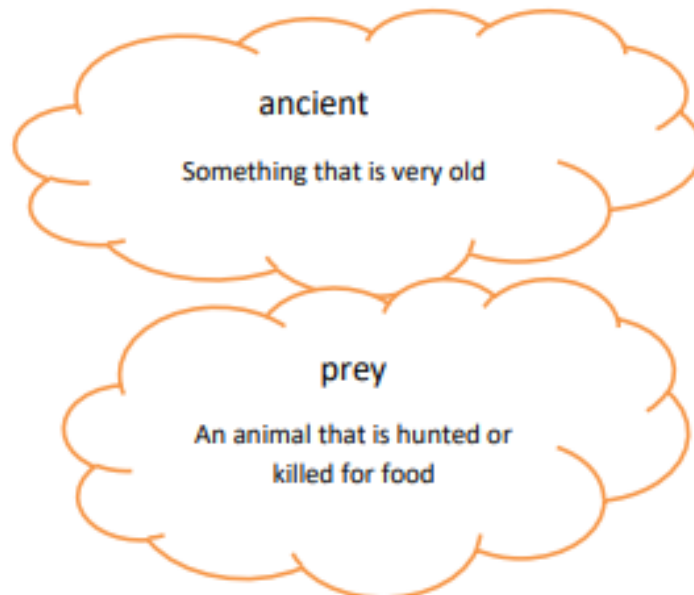 ancient
Something that is very old
prey
An animal that is hunted or
killed for food